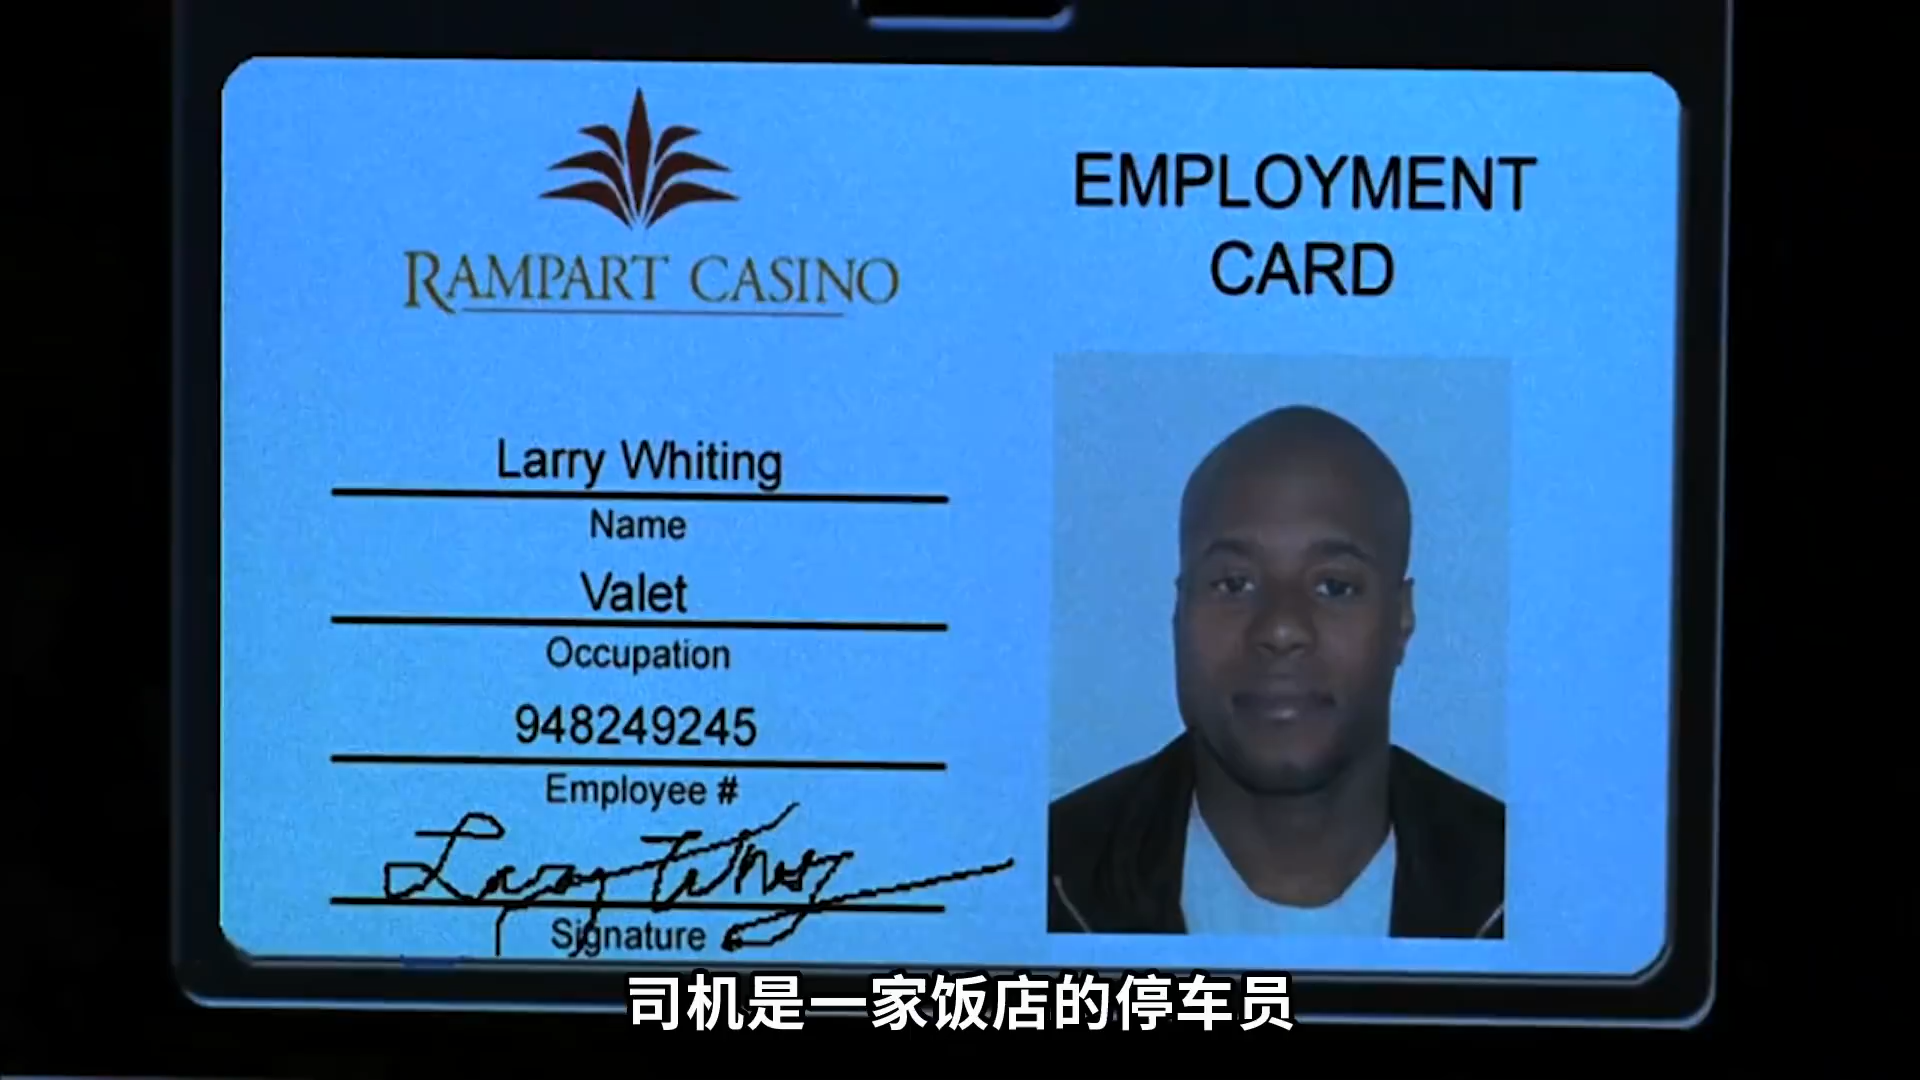 RAMPART CASINO
EMPLOYMENT
CARD
Larry Whiting
Name
Valet
Occupation
948249245
Employee #
Signature
司机是一家饭店的停车员